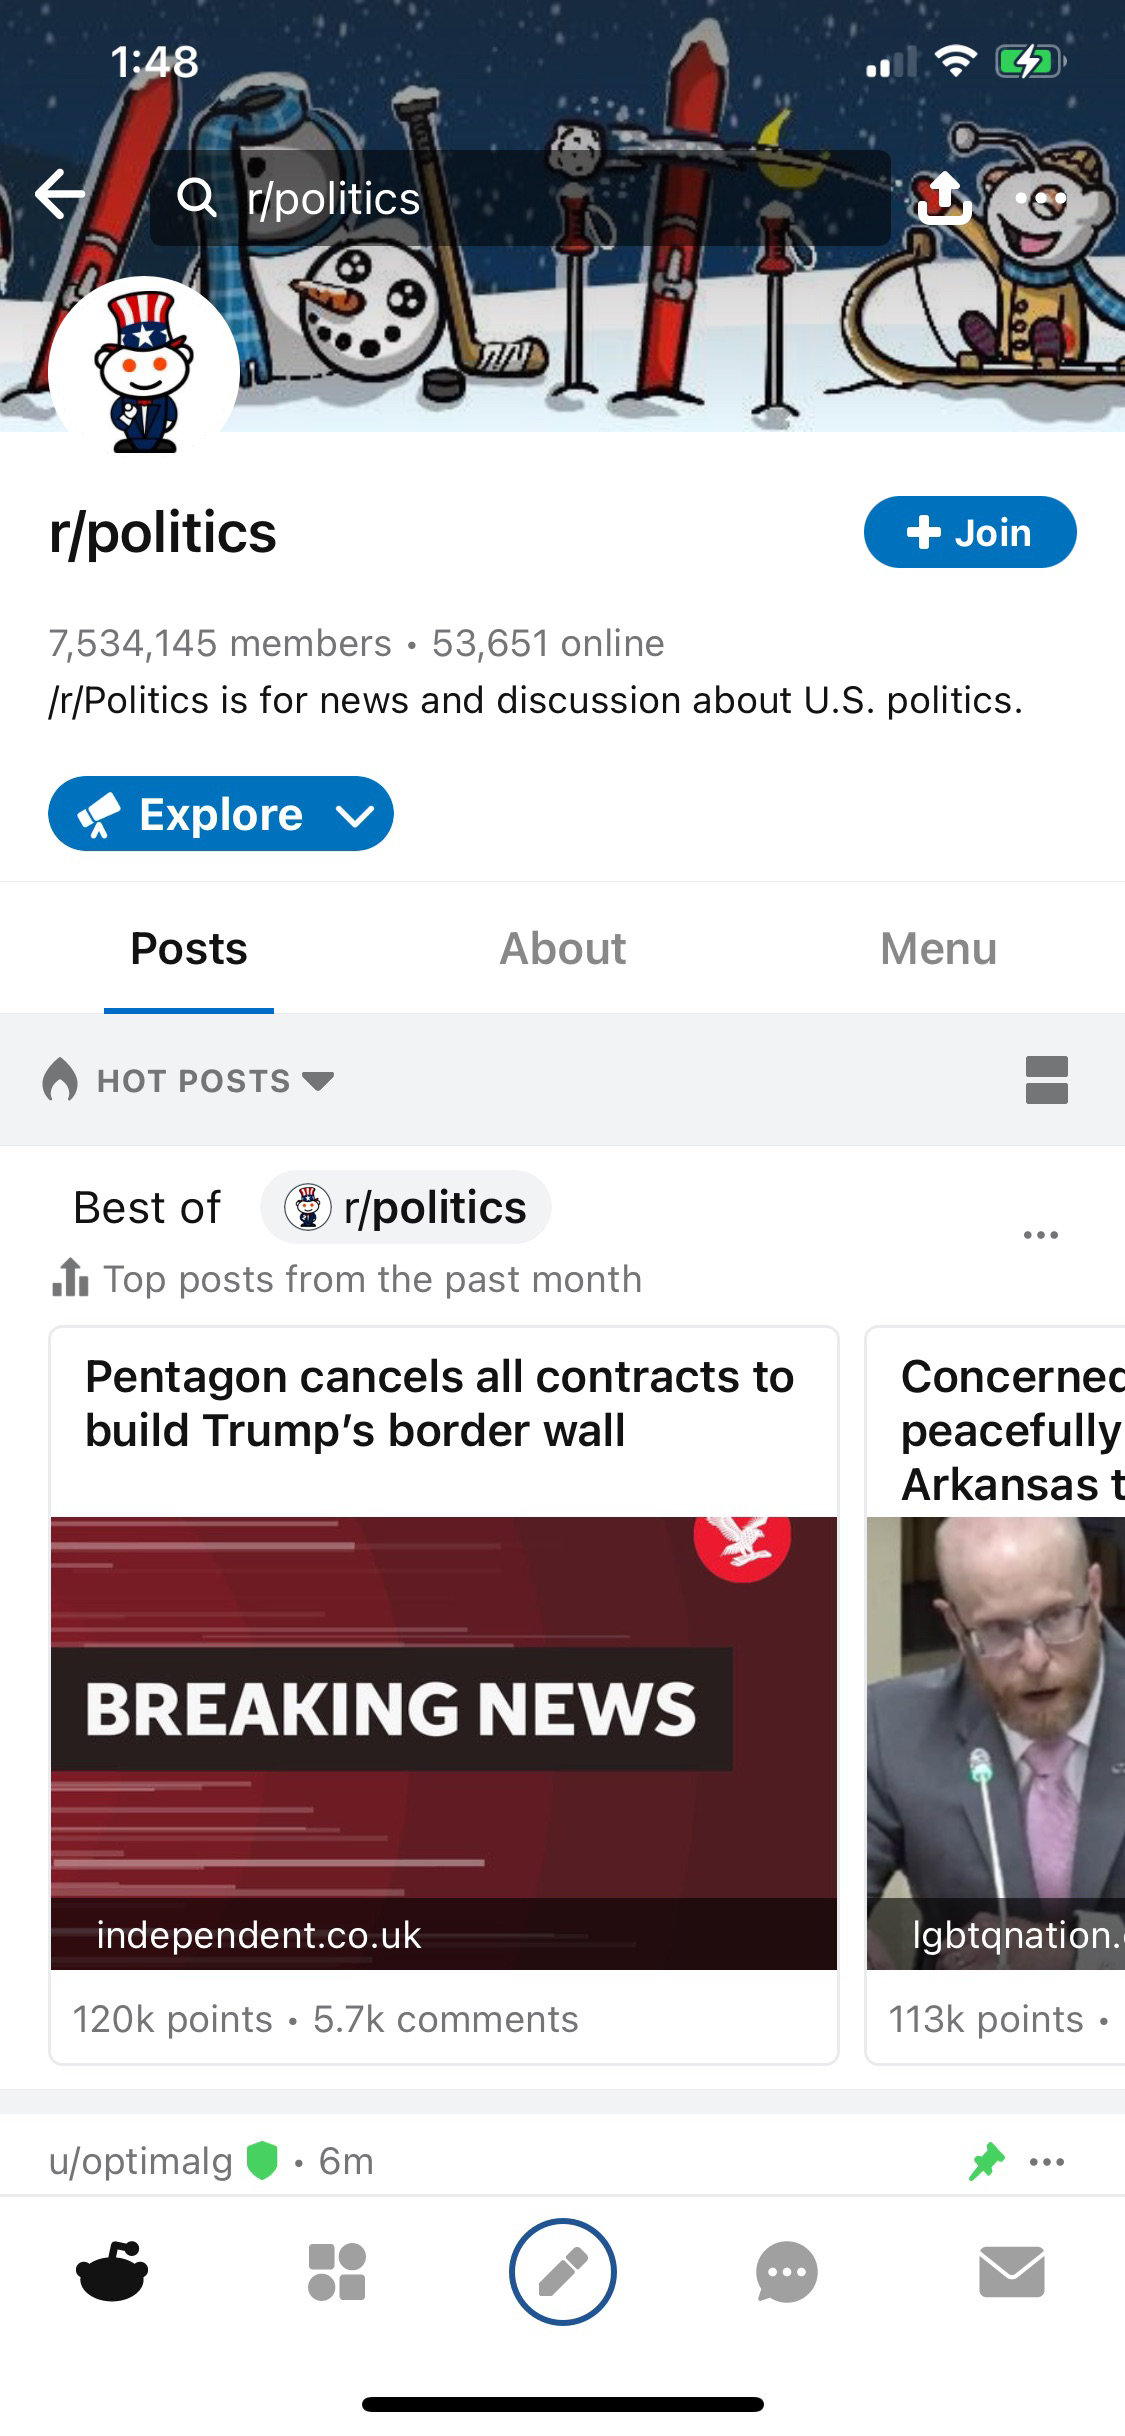 1:48
r/politics
r/politics
Join
7,534,145 members • 53,651 online
/r/Politics is for news and discussion about U.S. politics.
Explore
Posts
About
Menu
HOT POSTS
Best of r/politics
Top posts from the past month
Pentagon cancels all contracts to
build Trump’s border wall
BREAKING NEWS
independent.co.uk
120k points • 5.7k comments
Concerned
peacefully
Arkansas t
lgbtqnation.
113k points •
u/optimalg • 6m